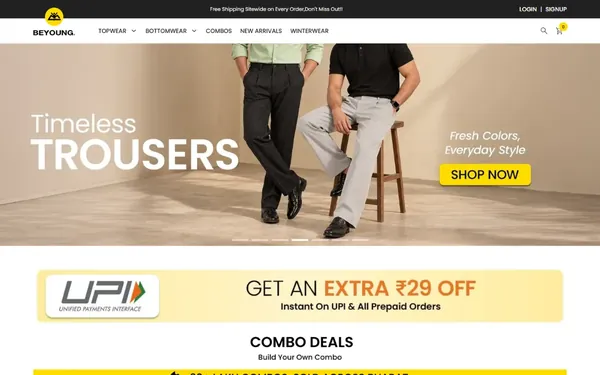 Free Shipping Sitewide on Every Order,Don't Miss Out!!
LOGIN | SIGNUP
BEYOUNG.
TOPWEAR BOTTOMWEAR COMBOS NEW ARRIVALS WINTERWEAR
0
Timeless
TROUSERS
Fresh Colors,
Everyday Style
SHOP NOW
UPI
UNIFIED PAYMENTS INTERFACE
GET AN EXTRA ₹29 OFF
Instant On UPI & All Prepaid Orders
COMBO DEALS
Build Your Own Combo